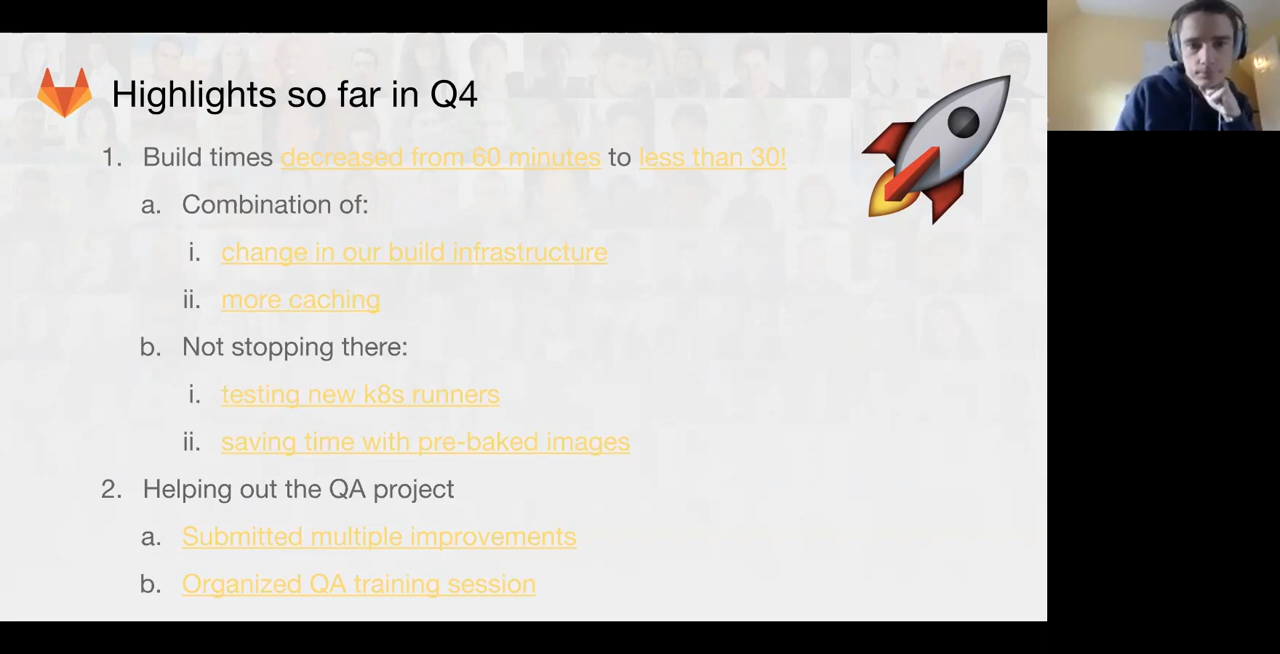 Highlights so far in Q4
1. Build times decreased from 60 minutes to less than 30!
a. Combination of:
i. change in our build infrastructure
ii. more caching
b. Not stopping there:
i. testing new k8s runners
ii. saving time with pre-baked images
2. Helping out the QA project
a. Submitted multiple improvements
b. Organized QA training session